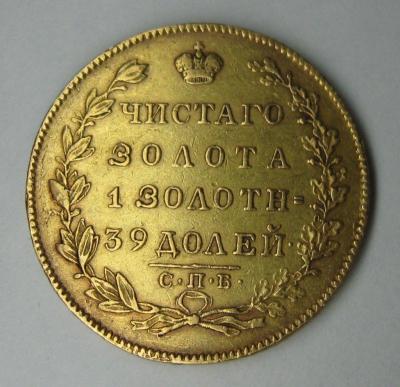 ЧИСТАГО
ЗОЛОТА
1 ЗОЛОТН=
39 ДОЛЕЙ.
С.П.Б.